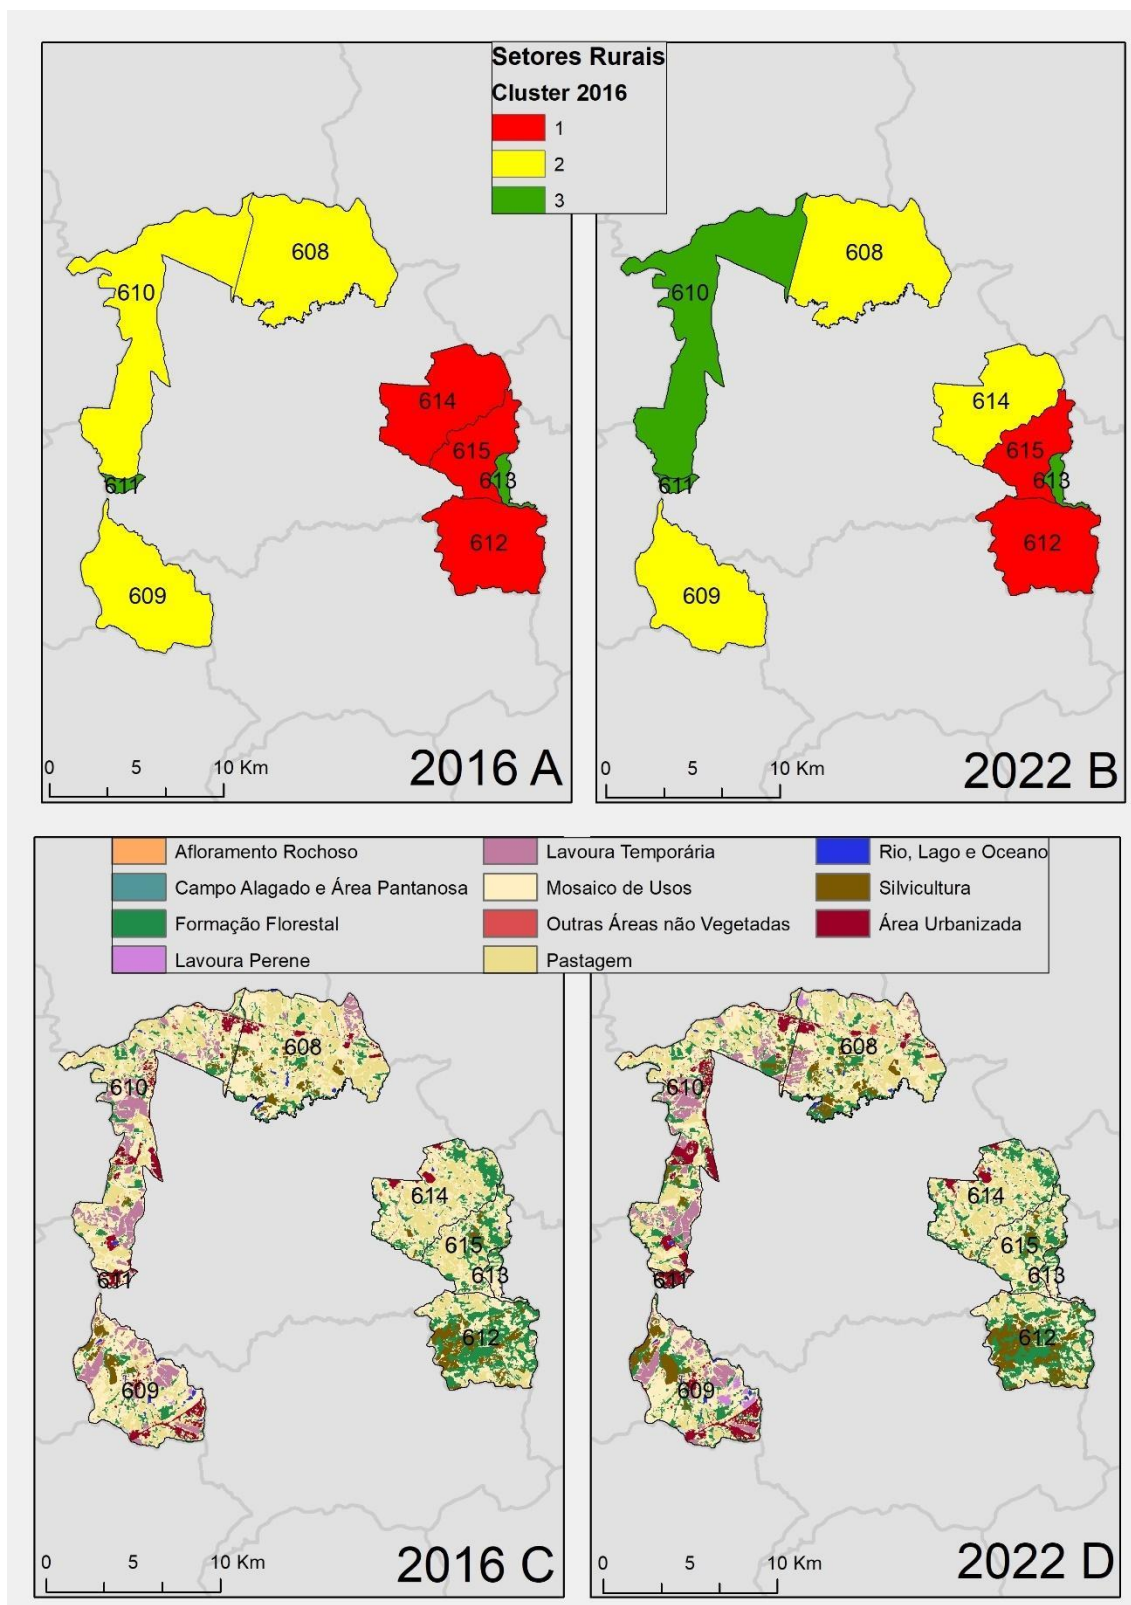 Setores Rurais
Cluster 2016
1
2
3
608
610
614
615
613
611
612
609
0 5 10 Km
2016 A
608
610
614
615
613
611
612
609
0 5 10 Km
2022 B
Afloramento Rochoso
Campo Alagado e Área Pantanosa
Formação Florestal
Lavoura Perene
Lavoura Temporária
Mosaico de Usos
Outras Áreas não Vegetadas
Pastagem
Rio, Lago e Oceano
Silvicultura
Área Urbanizada
608
610
614
615
613
611
612
609
0 5 10 Km
2016 C
608
610
614
615
613
611
612
609
0 5 10 Km
2022 D